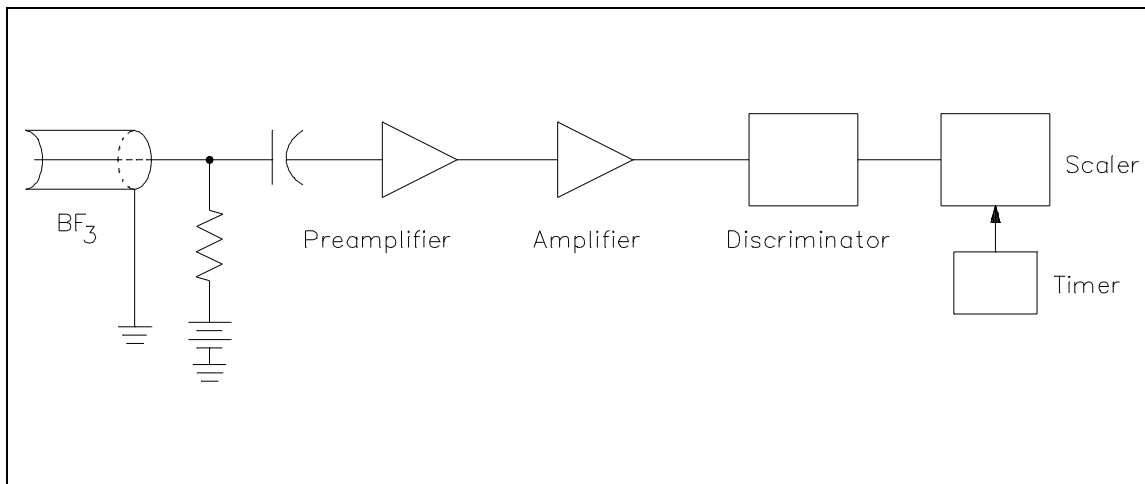 BF3
Preamplifier
Amplifier
Discriminator
Scaler
Timer